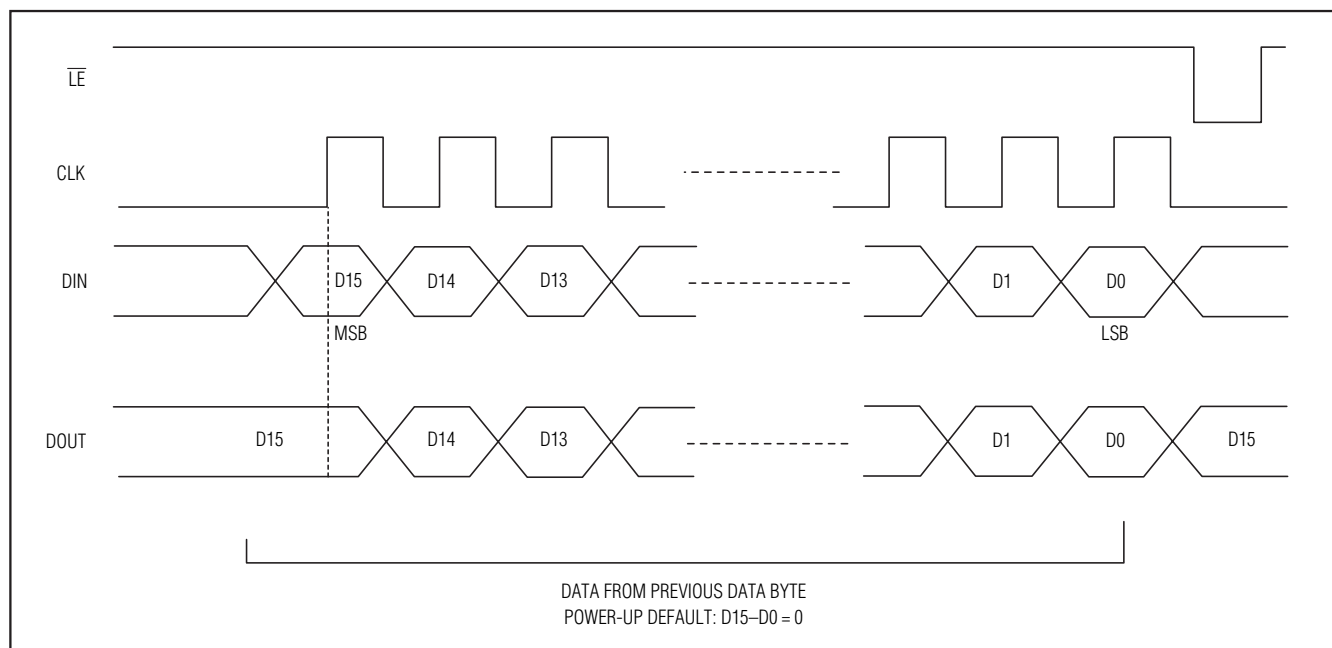 L̅E̅
CLK
DIN
D15
D14
D13
D1
D0
MSB
LSB
DOUT
D15
D14
D13
D1
D0
D15
DATA FROM PREVIOUS DATA BYTE
POWER-UP DEFAULT: D15–D0 = 0